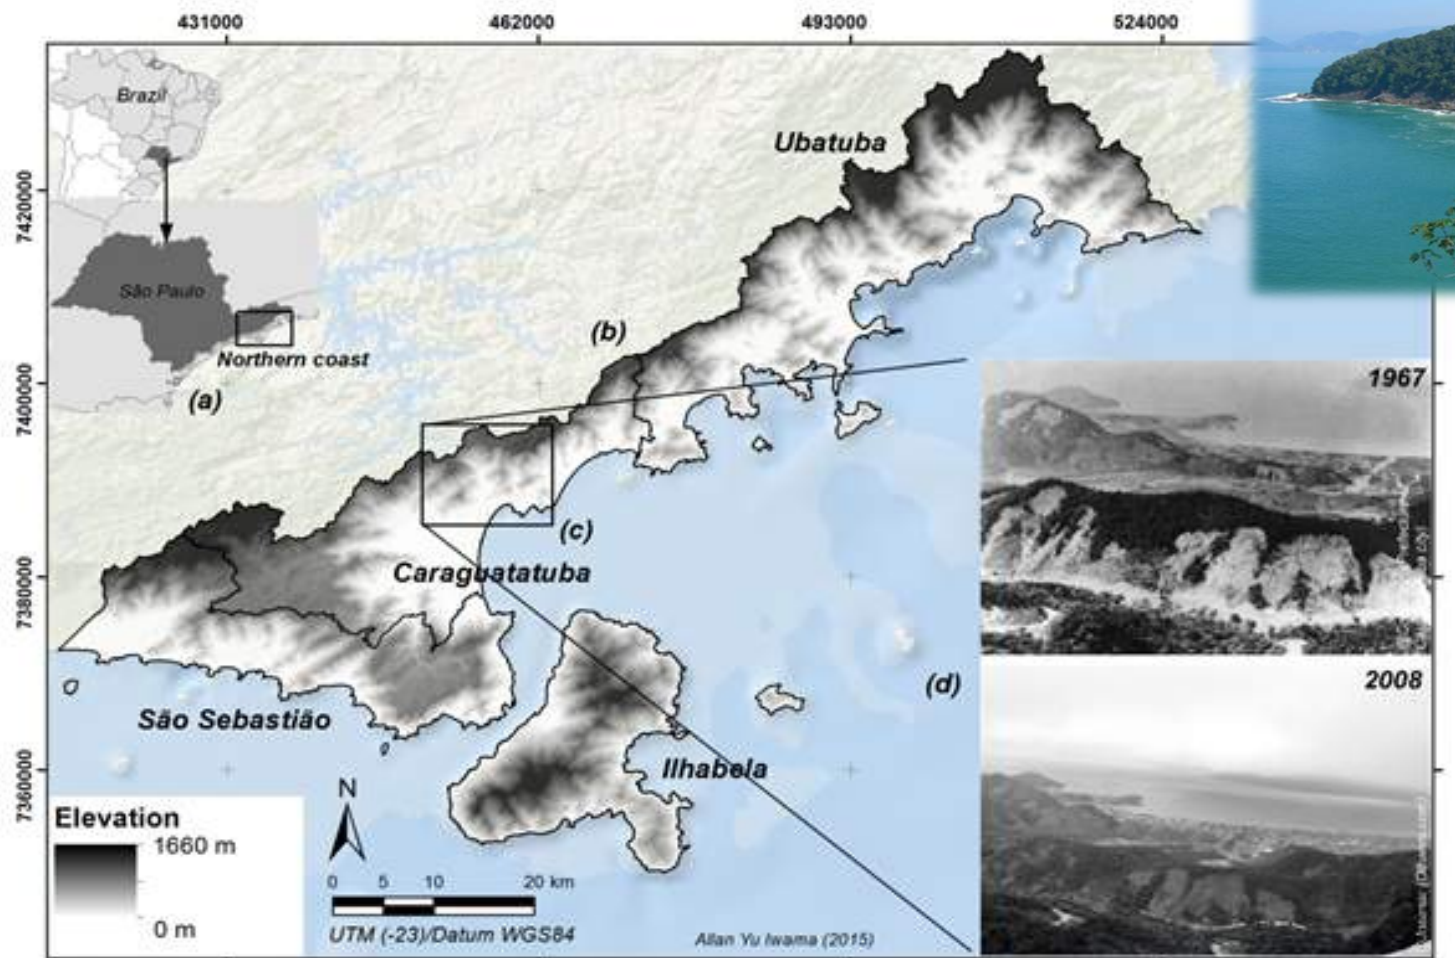 431000
462000
493000
524000
7420000
7400000
7380000
7360000
Brazil
São Paulo
Northern coast
(a)
Ubatuba
(b)
(c)
Caraguatatuba
São Sebastião
Ilhabela
(d)
1967
2008
Elevation
1660 m
0 m
N
0 5 10 20 km
UTM (-23)/Datum WGS84
Allan Yu Iwama (2015)